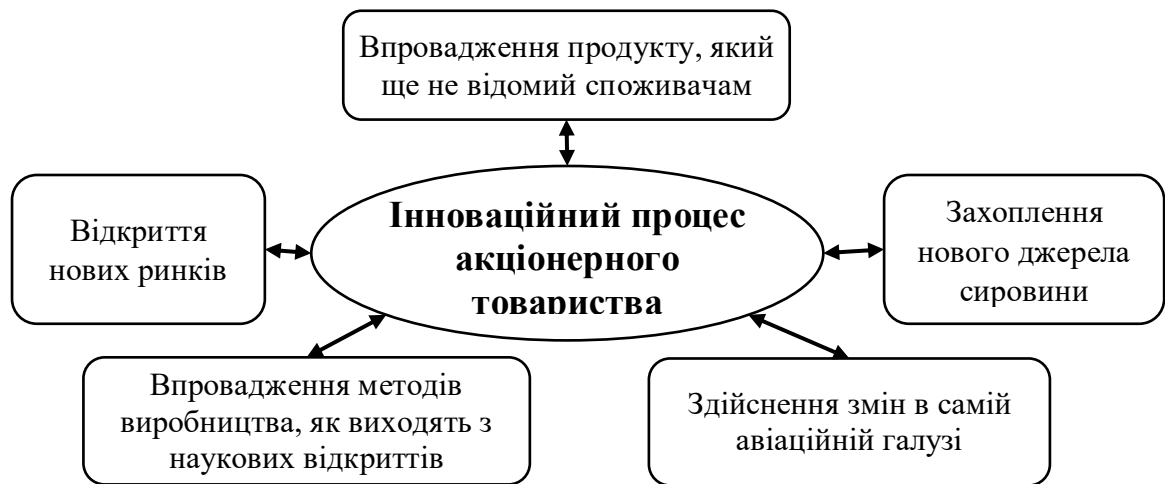 Впровадження продукту, який
ще не відомий споживачам
Відкриття
нових ринків
Інноваційний процес
акціонерного
товариства
Захоплення
нового джерела
сировини
Впровадження методів
виробництва, як виходять з
наукових відкриттів
Здійснення змін в самій
авіаційній галузі